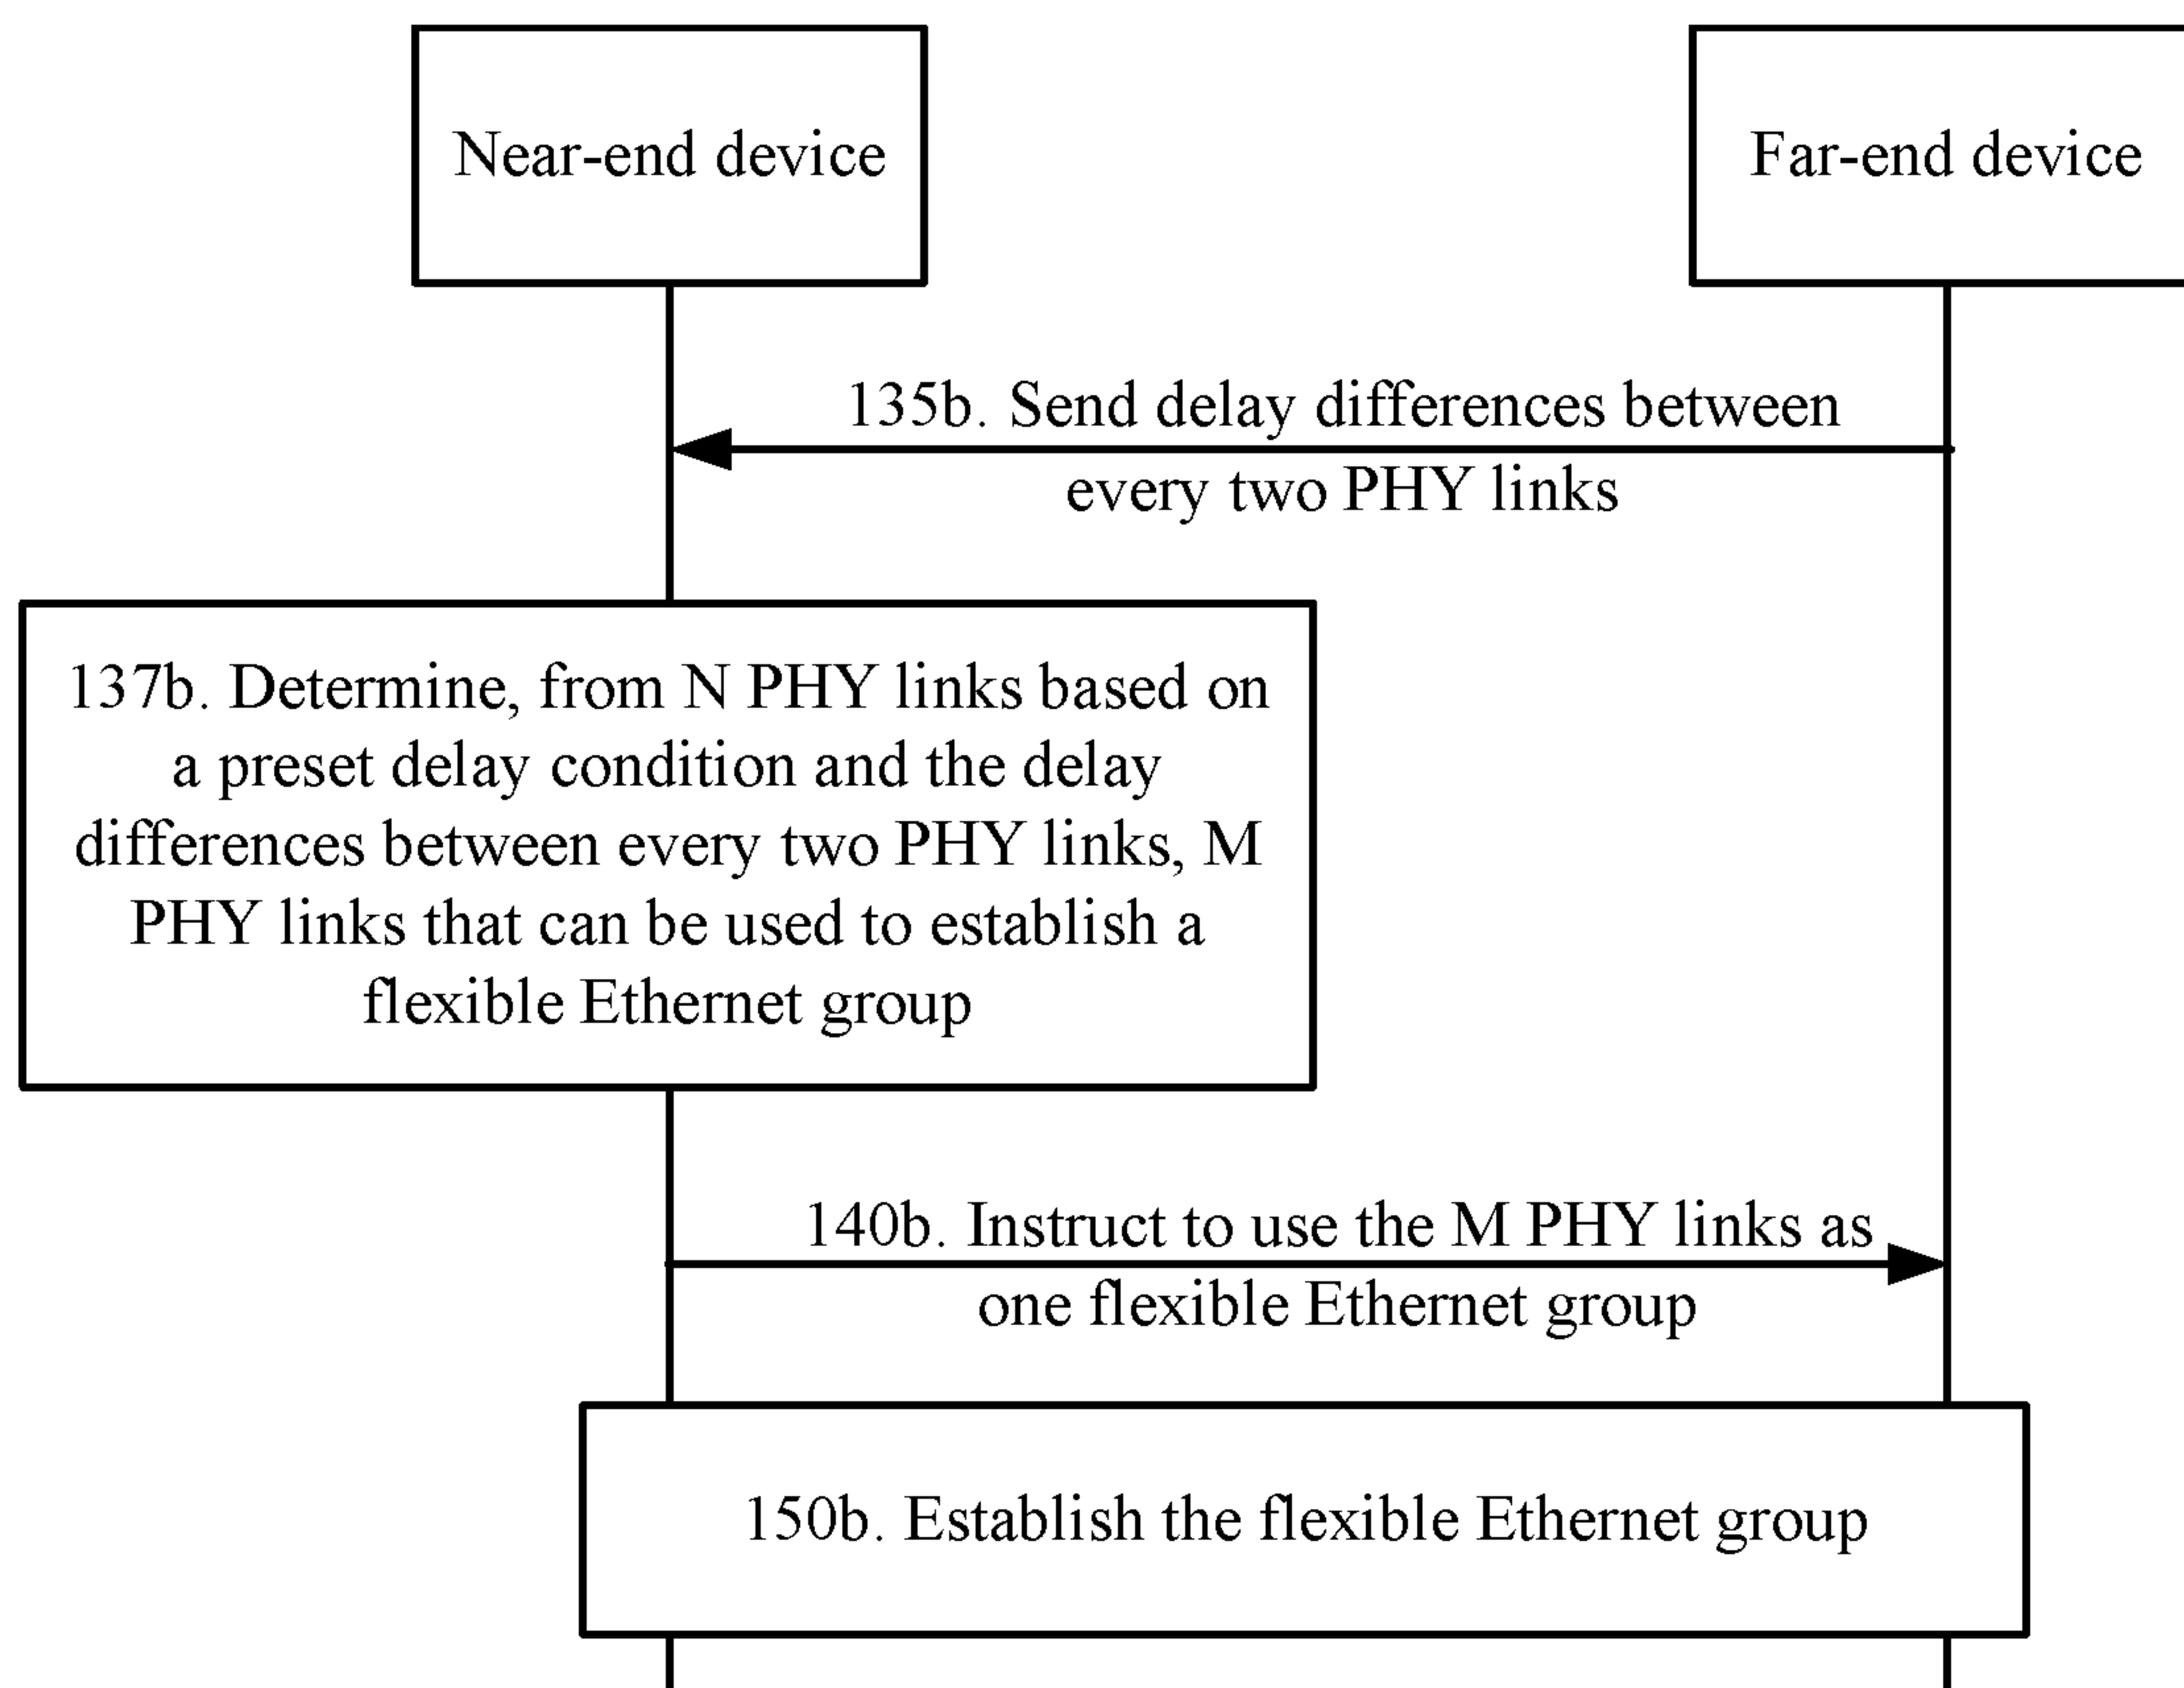 Near-end device
Far-end device
135b. Send delay differences between
every two PHY links
137b. Determine, from N PHY links based on
a preset delay condition and the delay
differences between every two PHY links, M
PHY links that can be used to establish a
flexible Ethernet group
140b. Instruct to use the M PHY links as
one flexible Ethernet group
150b. Establish the flexible Ethernet group